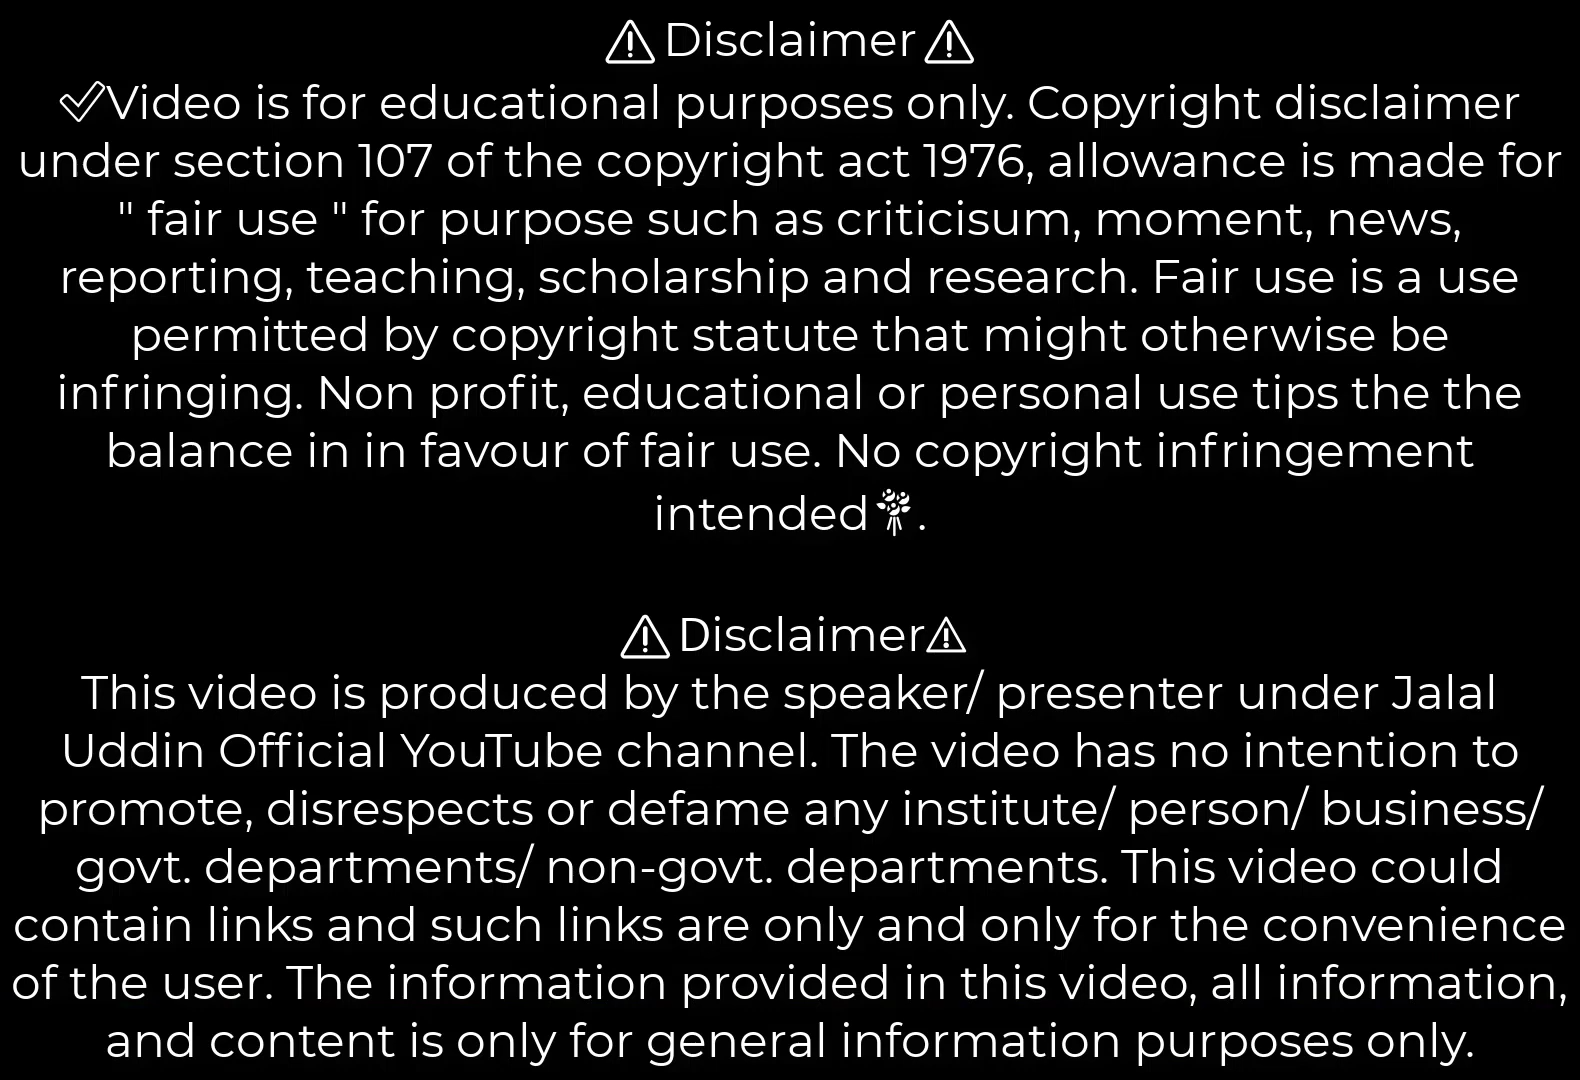 ⚠Disclaimer⚠
✅Video is for educational purposes only. Copyright disclaimer
under section 107 of the copyright act 1976, allowance is made for
" fair use " for purpose such as criticisum, moment, news,
reporting, teaching, scholarship and research. Fair use is a use
permitted by copyright statute that might otherwise be
infringing. Non profit, educational or personal use tips the the
balance in in favour of fair use. No copyright infringement
intended💐.
⚠Disclaimer⚠
This video is produced by the speaker/ presenter under Jalal
Uddin Official YouTube channel. The video has no intention to
promote, disrespects or defame any institute/ person/ business/
govt. departments/ non-govt. departments. This video could
contain links and such links are only and only for the convenience
of the user. The information provided in this video, all information,
and content is only for general information purposes only.